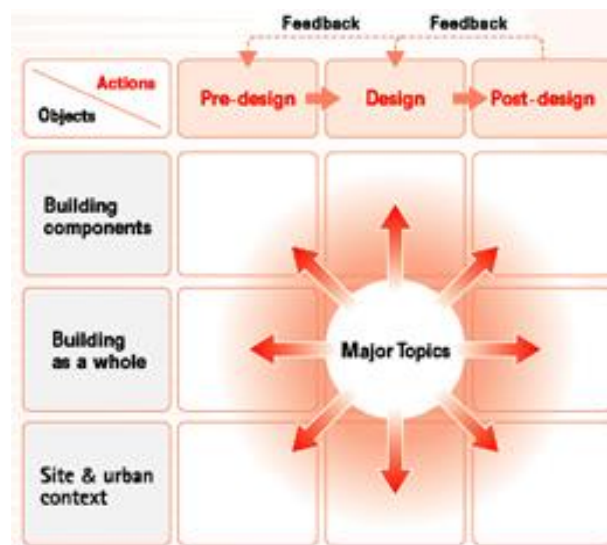 Feedback Feedback
Actions
Objects
Pre-design Design Post-design
Building
components
Building
as a whole
Major Topics
Site & urban
context